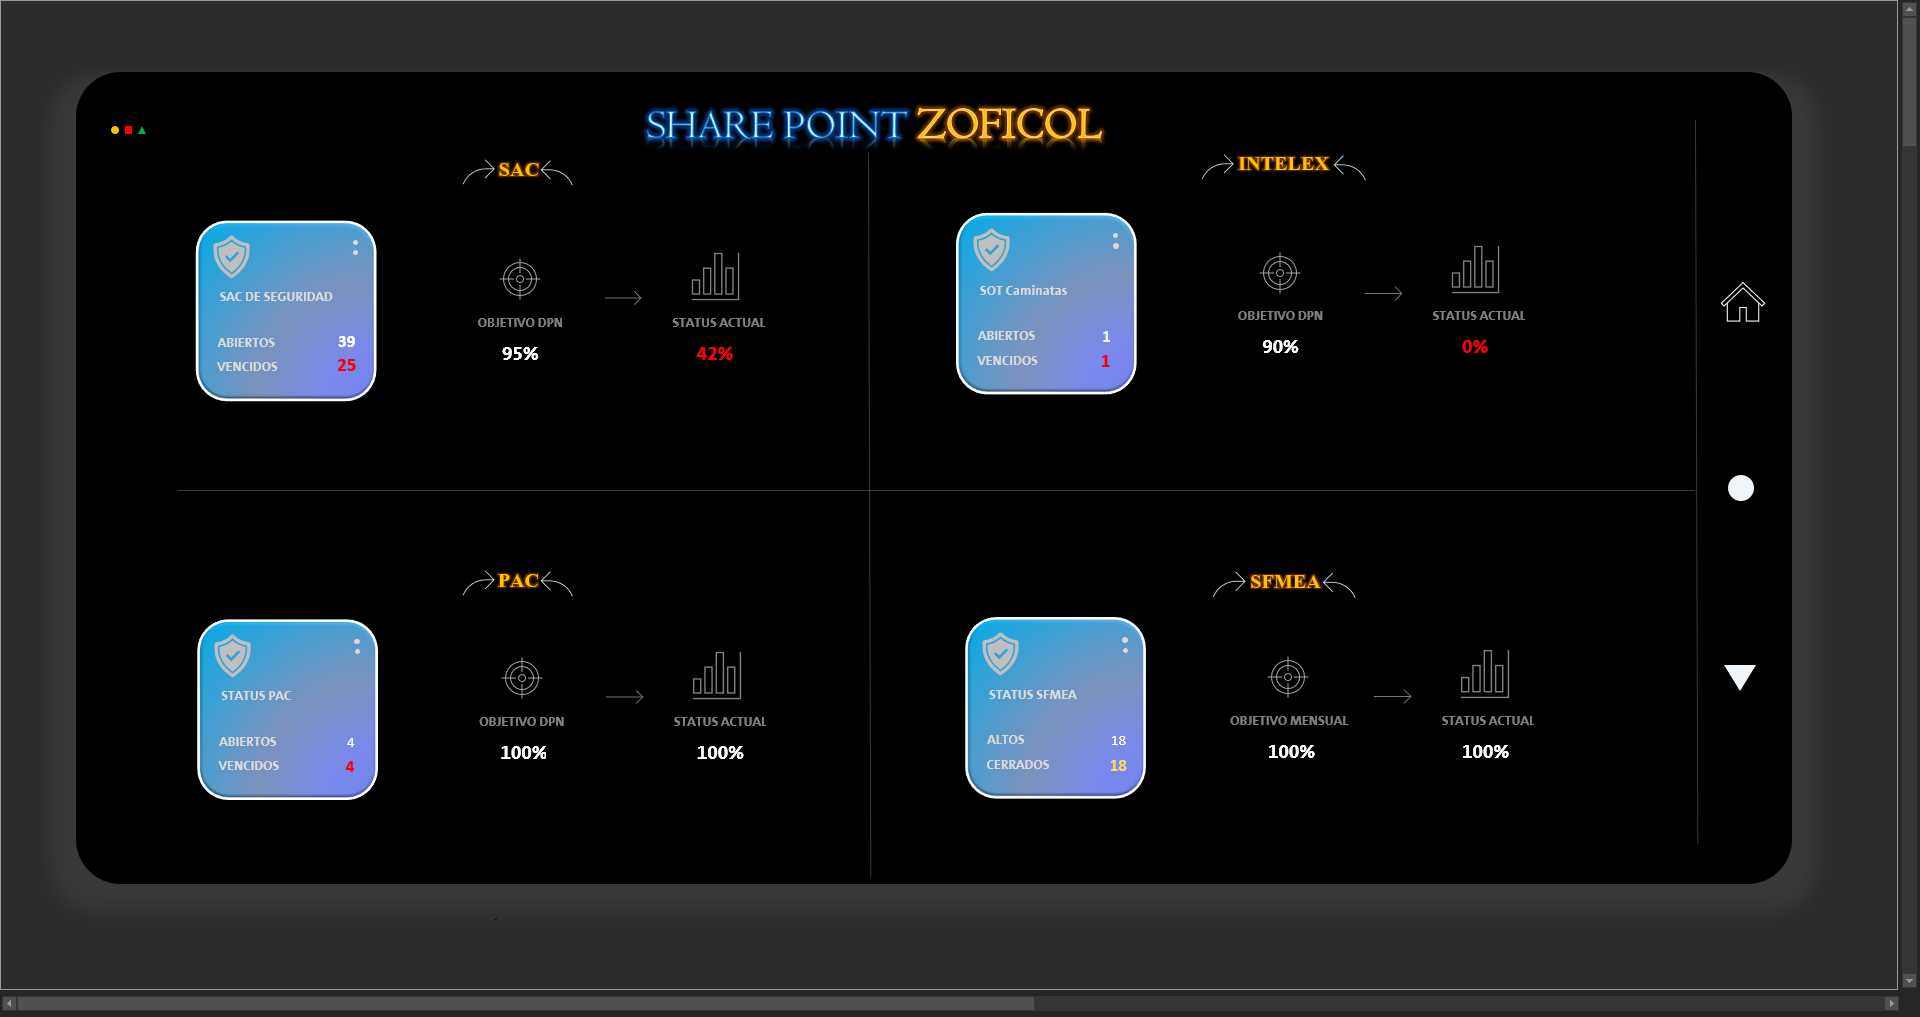 SHARE POINT ZOFICOL
SAC
SAC DE SEGURIDAD
ABIERTOS 39
VENCIDOS 25
OBJETIVO DPN
95%
STATUS ACTUAL
42%
INTELEX
SOT Caminatas
ABIERTOS 1
VENCIDOS 1
OBJETIVO DPN
90%
STATUS ACTUAL
0%
PAC
STATUS PAC
ABIERTOS 4
VENCIDOS 4
OBJETIVO DPN
100%
STATUS ACTUAL
100%
SFMEA
STATUS SFMEA
ALTOS 18
CERRADOS 18
OBJETIVO MENSUAL
100%
STATUS ACTUAL
100%